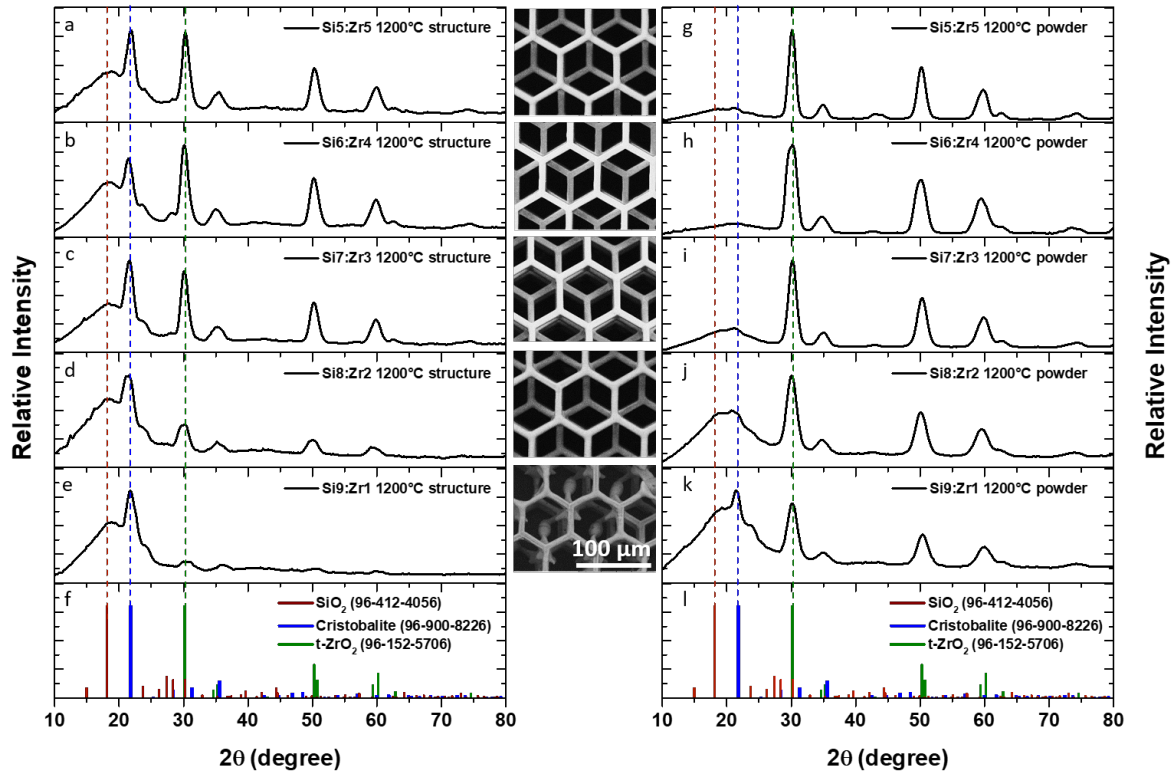 Relative Intensity
a
Si5:Zr5 1200°C structure
b
Si6:Zr4 1200°C structure
c
Si7:Zr3 1200°C structure
d
Si8:Zr2 1200°C structure
e
Si9:Zr1 1200°C structure
f
SiO₂ (96-412-4056)
Cristobalite (96-900-8226)
t-ZrO₂ (96-152-5706)
10 20 30 40 50 60 70 80
2θ (degree)
100 µm
g
Si5:Zr5 1200°C powder
h
Si6:Zr4 1200°C powder
i
Si7:Zr3 1200°C powder
j
Si8:Zr2 1200°C powder
k
Si9:Zr1 1200°C powder
l
SiO₂ (96-412-4056)
Cristobalite (96-900-8226)
t-ZrO₂ (96-152-5706)
10 20 30 40 50 60 70 80
2θ (degree)
Relative Intensity